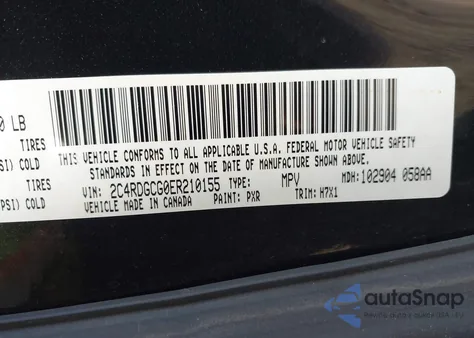 0 LB
TIRES
SI) COLD
TIRES
PSI) COLD
THIS VEHICLE CONFORMS TO ALL APPLICABLE U.S.A. FEDERAL MOTOR VEHICLE SAFETY
STANDARDS IN EFFECT ON THE DATE OF MANUFACTURE SHOWN ABOVE.
VIN: 2C4RDGCG0ER210155 TYPE: MPV MDH: 102904 058AA
VEHICLE MADE IN CANADA PAINT: PXR TRIM: H7X1
autoSnap